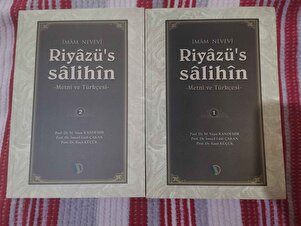 İMÂM NEVEVÎ
Riyâzü's
sâlihîn
-Metni ve Türkçesi-
2
Prof. Dr. M. Yaşar KANDEMİR
Prof. Dr. İsmail Lütfi ÇAKAN
Prof. Dr. Raşit KÜÇÜK
İMÂM NEVEVÎ
Riyâzü's
sâlihîn
-Metni ve Türkçesi-
1
Prof. Dr. M. Yaşar KANDEMİR
Prof. Dr. İsmail Lütfi ÇAKAN
Prof. Dr. Raşit KÜÇÜK